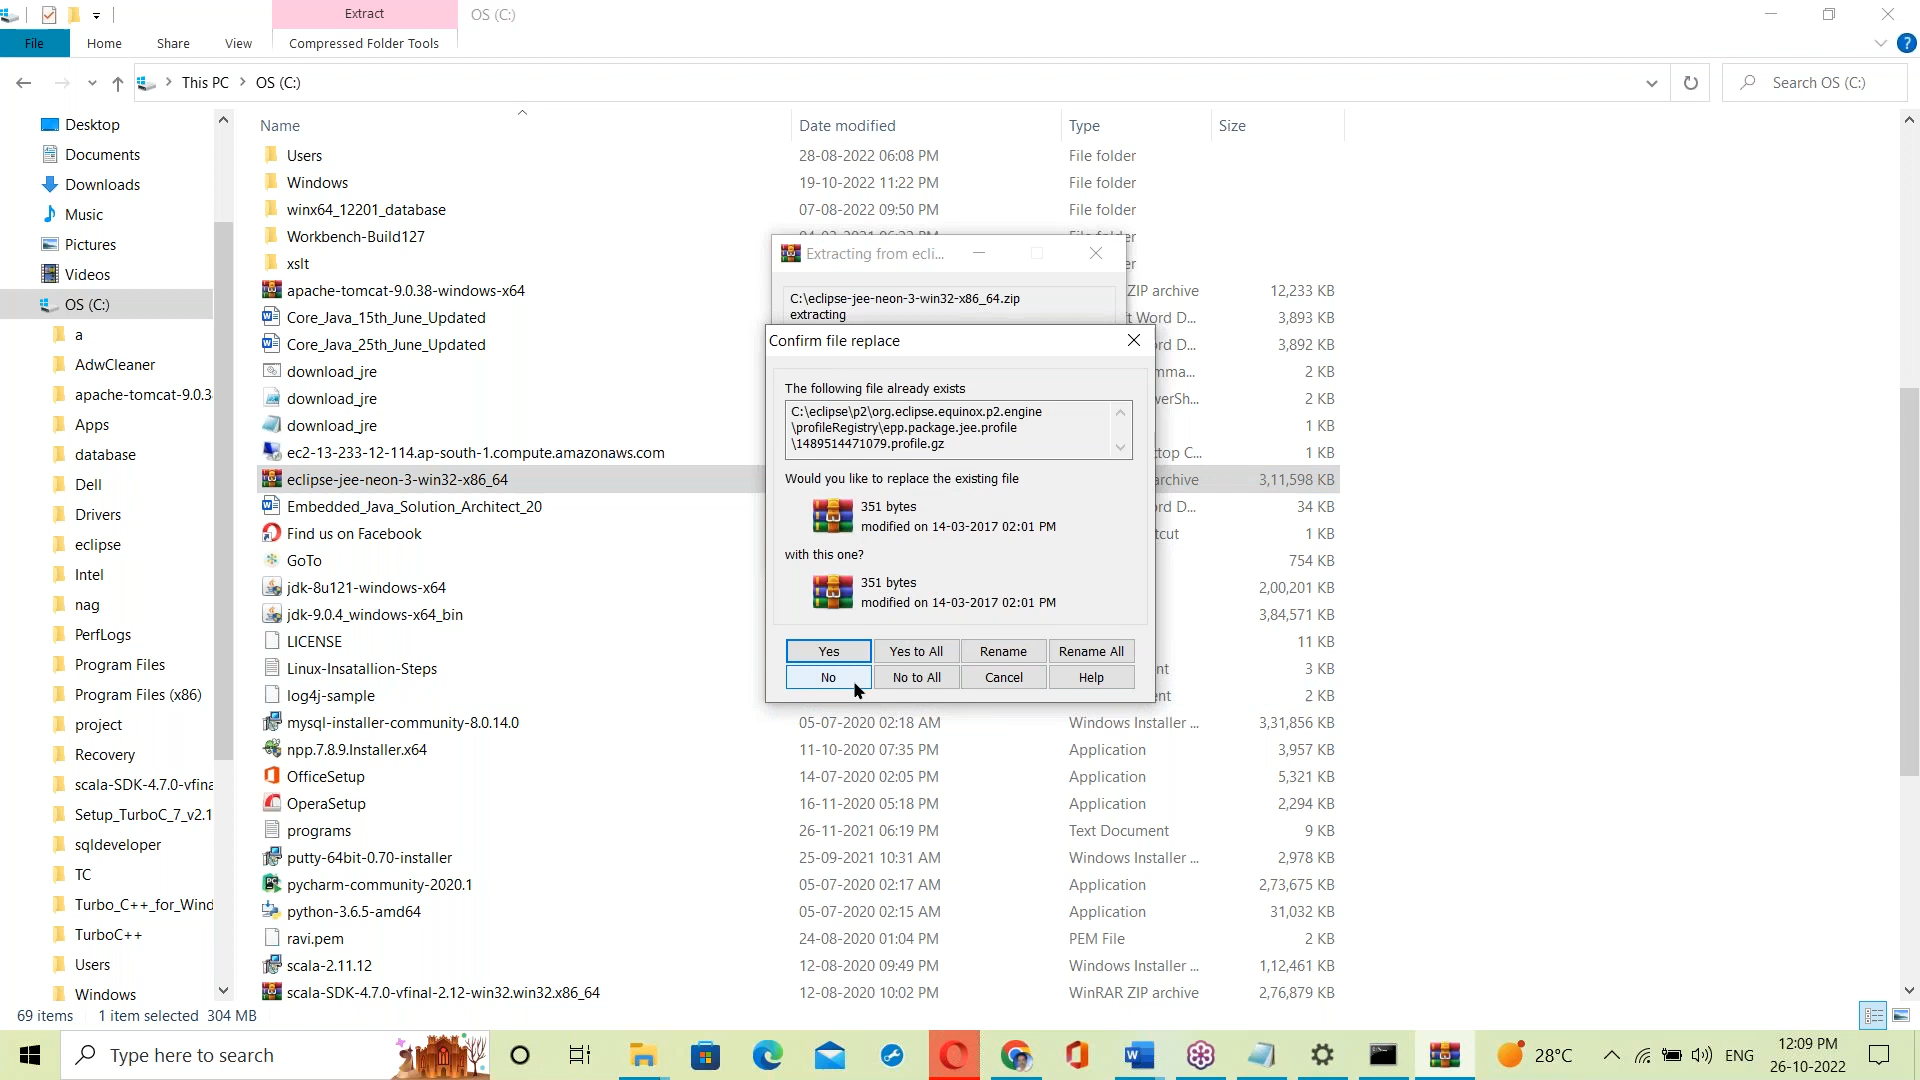 Extract
OS (C:)
File
Home
Share
View
Compressed Folder Tools
This PC
OS (C:)
Search OS (C:)
Desktop
Documents
Downloads
Music
Pictures
Videos
OS (C:)
a
AdwCleaner
apache-tomcat-9.0.3
Apps
database
Dell
Drivers
eclipse
Intel
nag
PerfLogs
Program Files
Program Files (x86)
project
Recovery
scala-SDK-4.7.0-vfina
Setup_TurboC_7_v2.1
sqldeveloper
TC
Turbo_C++_for_Wind
TurboC++
Users
Windows
Name Date modified Type Size
Users 28-08-2022 06:08 PM File folder
Windows 19-10-2022 11:22 PM File folder
winx64_12201_database 07-08-2022 09:50 PM File folder
Workbench-Build127
xslt
apache-tomcat-9.0.38-windows-x64 ZIP archive 12,233 KB
Core_Java_15th_June_Updated t Word D... 3,893 KB
Core_Java_25th_June_Updated ord D... 3,892 KB
download_jre mma... 2 KB
download_jre verSh... 2 KB
download_jre 1 KB
ec2-13-233-12-114.ap-south-1.compute.amazonaws.com top C... 1 KB
eclipse-jee-neon-3-win32-x86_64 archive 3,11,598 KB
Embedded_Java_Solution_Architect_20 ord D... 34 KB
Find us on Facebook tcut 1 KB
GoTo 754 KB
jdk-8u121-windows-x64 2,00,201 KB
jdk-9.0.4_windows-x64_bin 3,84,571 KB
LICENSE 11 KB
Linux-Insatallion-Steps nt 3 KB
log4j-sample ent 2 KB
mysql-installer-community-8.0.14.0 05-07-2020 02:18 AM Windows Installer ... 3,31,856 KB
npp.7.8.9.Installer.x64 11-10-2020 07:35 PM Application 3,957 KB
OfficeSetup 14-07-2020 02:05 PM Application 5,321 KB
OperaSetup 16-11-2020 05:18 PM Application 2,294 KB
programs 26-11-2021 06:19 PM Text Document 9 KB
putty-64bit-0.70-installer 25-09-2021 10:31 AM Windows Installer ... 2,978 KB
pycharm-community-2020.1 05-07-2020 02:17 AM Application 2,73,675 KB
python-3.6.5-amd64 05-07-2020 02:15 AM Application 31,032 KB
ravi.pem 24-08-2020 01:04 PM PEM File 2 KB
scala-2.11.12 12-08-2020 09:49 PM Windows Installer ... 1,12,461 KB
scala-SDK-4.7.0-vfinal-2.12-win32.win32.x86_64 12-08-2020 10:02 PM WinRAR ZIP archive 2,76,879 KB
Extracting from ecli...
C:\eclipse-jee-neon-3-win32-x86_64.zip
extracting
Confirm file replace
The following file already exists
C:\eclipse\p2\org.eclipse.equinox.p2.engine
\profileRegistry\epp.package.jee.profile
\1489514471079.profile.gz
Would you like to replace the existing file
351 bytes
modified on 14-03-2017 02:01 PM
with this one?
351 bytes
modified on 14-03-2017 02:01 PM
Yes Yes to All Rename Rename All
No No to All Cancel Help
69 items 1 item selected 304 MB
Type here to search
28°C
ENG
12:09 PM
26-10-2022